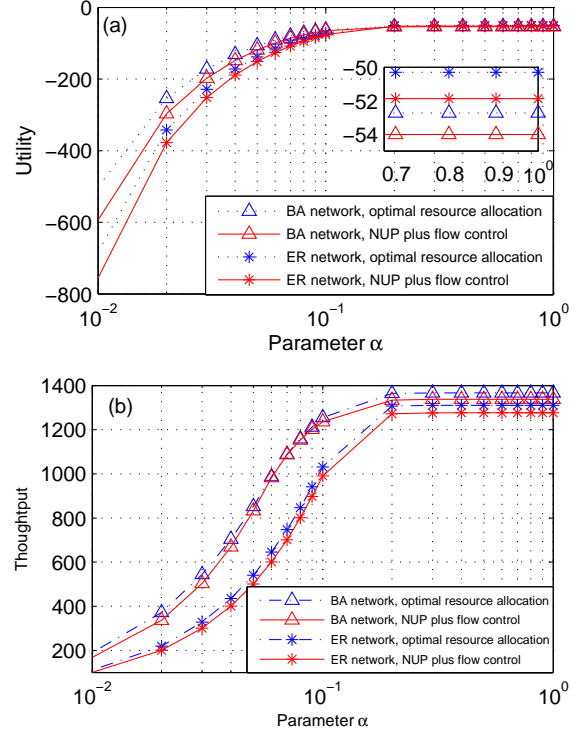 (a)
0
−200
−400
−600
−800
Utility
−50
−52
−54
0.7 0.8 0.9 10^0
BA network, optimal resource allocation
BA network, NUP plus flow control
ER network, optimal resource allocation
ER network, NUP plus flow control
10^−2 10^−1 10^0
Parameter α
(b)
1400
1200
1000
800
600
400
200
Thoughtput
BA network, optimal resource allocation
BA network, NUP plus flow control
ER network, optimal resource allocation
ER network, NUP plus flow control
10^−2 10^−1 10^0
Parameter α